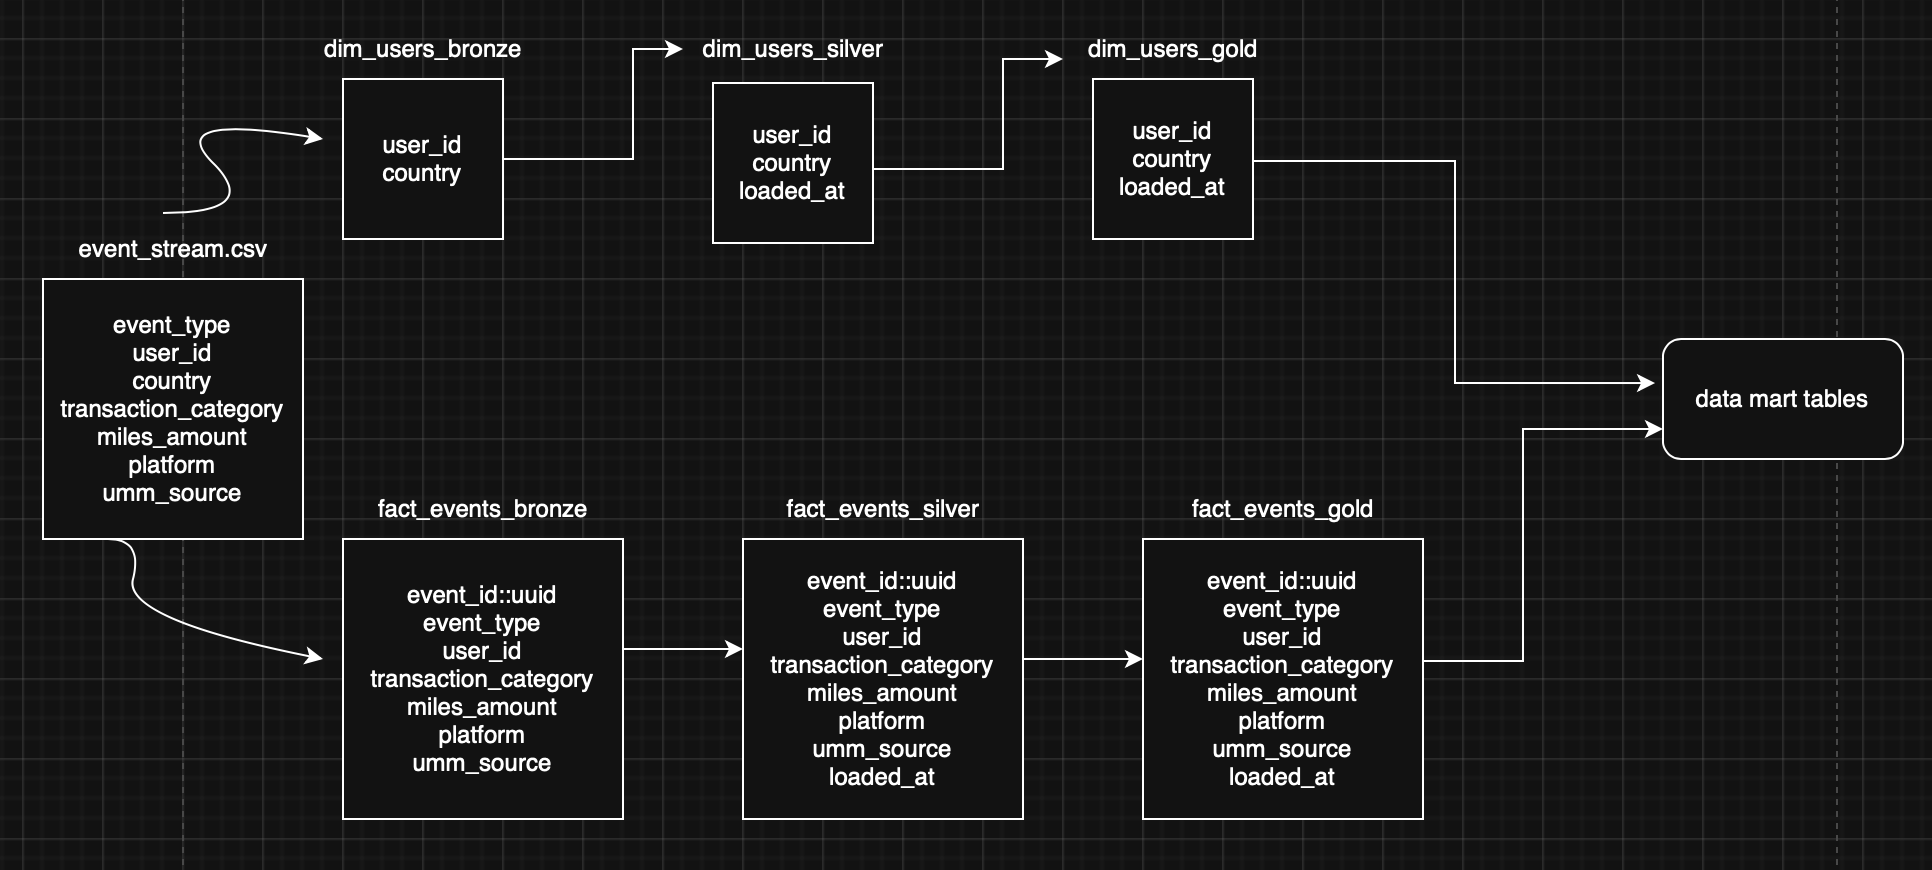 dim_users_bronze
user_id
country
dim_users_silver
user_id
country
loaded_at
dim_users_gold
user_id
country
loaded_at
event_stream.csv
event_type
user_id
country
transaction_category
miles_amount
platform
umm_source
data mart tables
fact_events_bronze
event_id::uuid
event_type
user_id
transaction_category
miles_amount
platform
umm_source
fact_events_silver
event_id::uuid
event_type
user_id
transaction_category
miles_amount
platform
umm_source
loaded_at
fact_events_gold
event_id::uuid
event_type
user_id
transaction_category
miles_amount
platform
umm_source
loaded_at